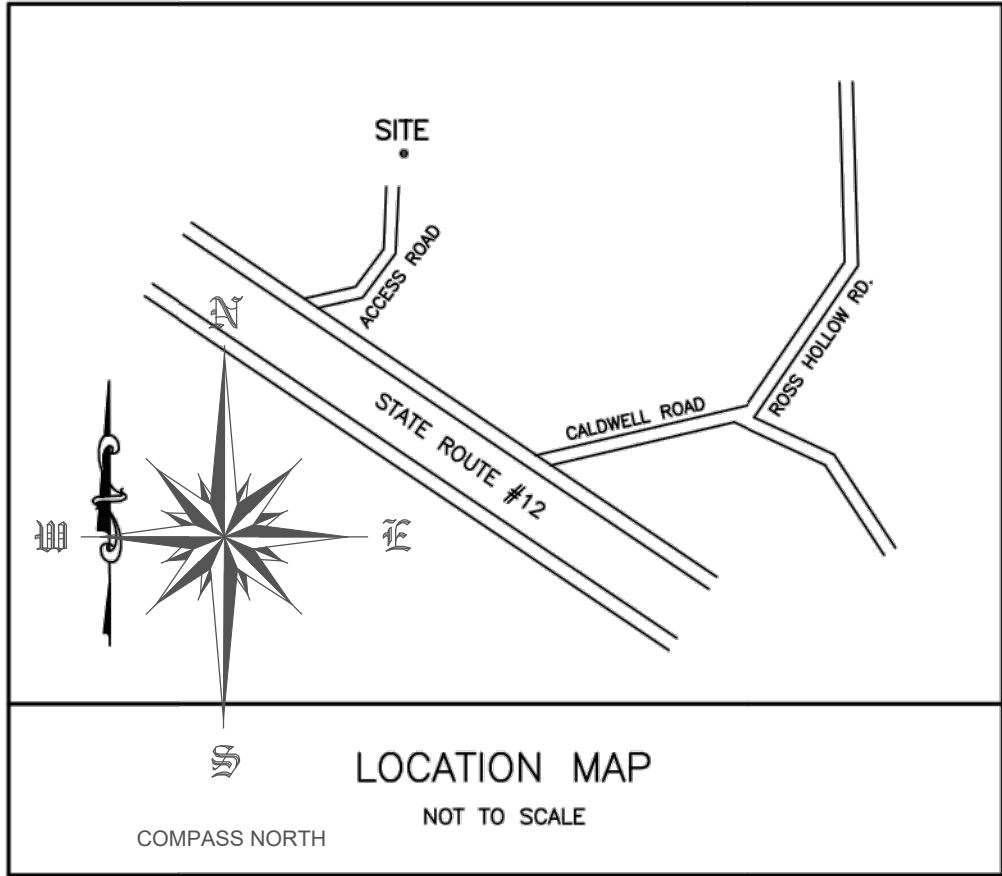 SITE
ACCESS ROAD
N
STATE ROUTE #12
CALDWELL ROAD
ROSS HOLLOW RD.
W
E
S
LOCATION MAP
NOT TO SCALE
COMPASS NORTH